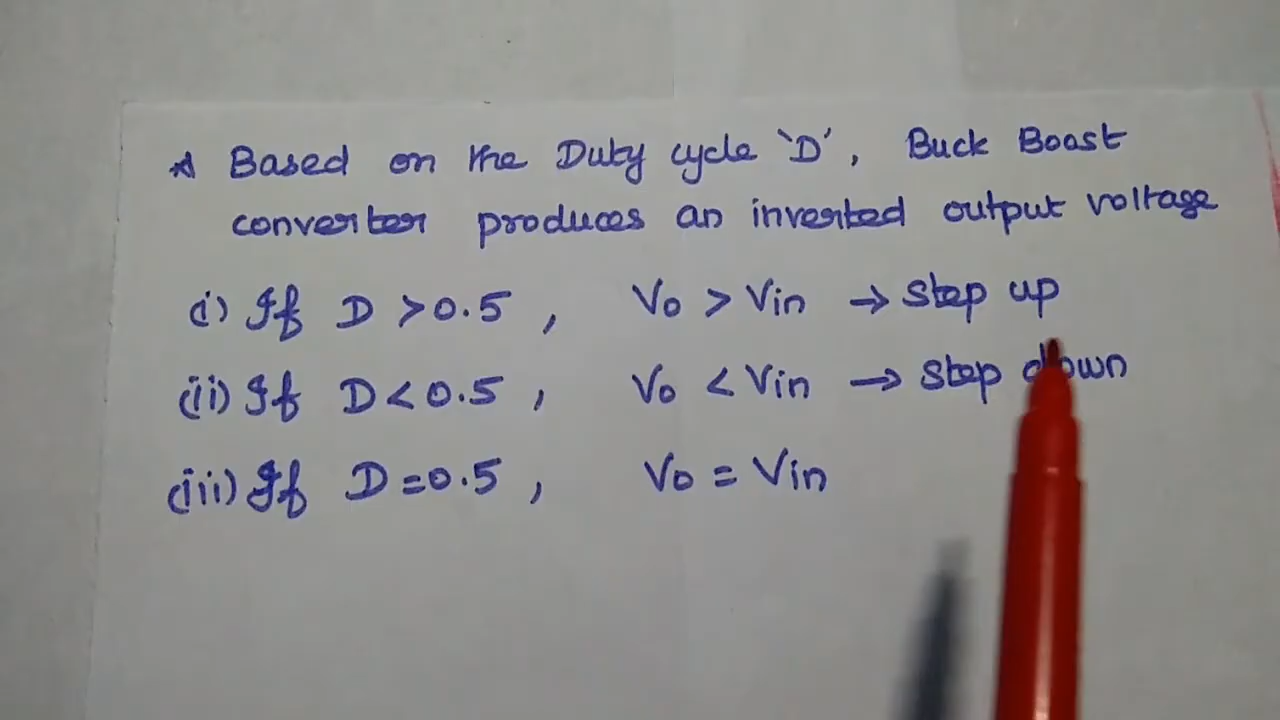 ☆ Based on the Duty cycle 'D', Buck Boost
converter produces an inverted output voltage
(i) If D > 0.5, Vo > Vin → Step up
(ii) If D < 0.5, Vo < Vin → Step down
(iii) If D = 0.5, Vo = Vin